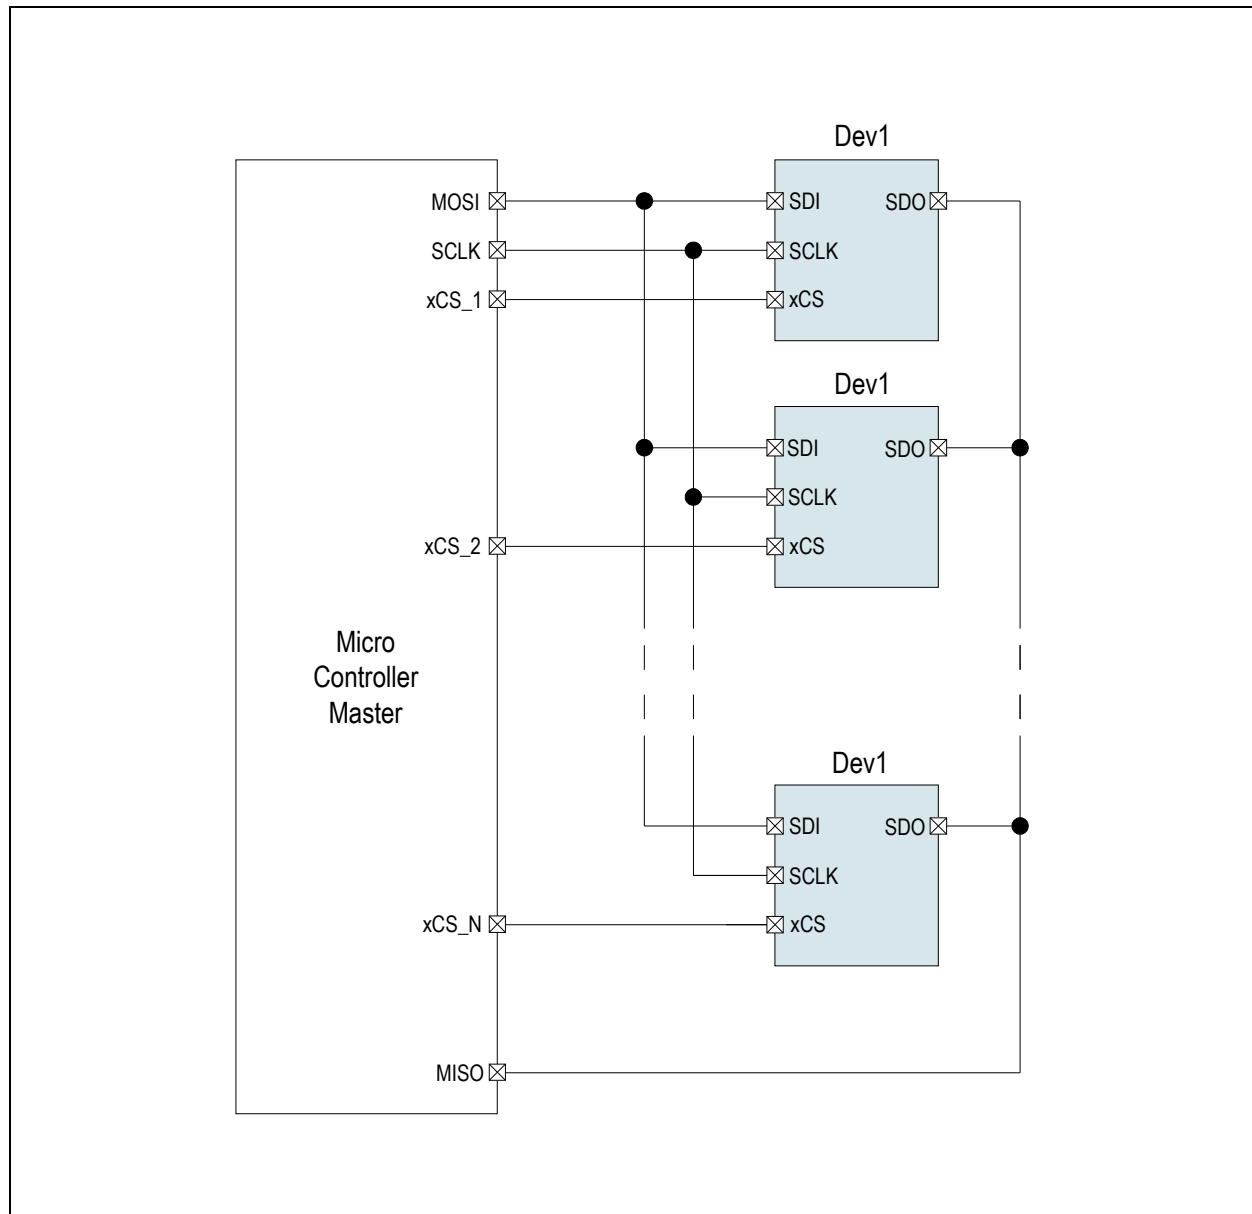 Dev1
MOSI
SDI
SDO
SCLK
SCLK
xCS_1
xCS
Dev1
SDI
SDO
SCLK
xCS_2
xCS
Micro
Controller
Master
Dev1
SDI
SDO
SCLK
xCS_N
xCS
MISO